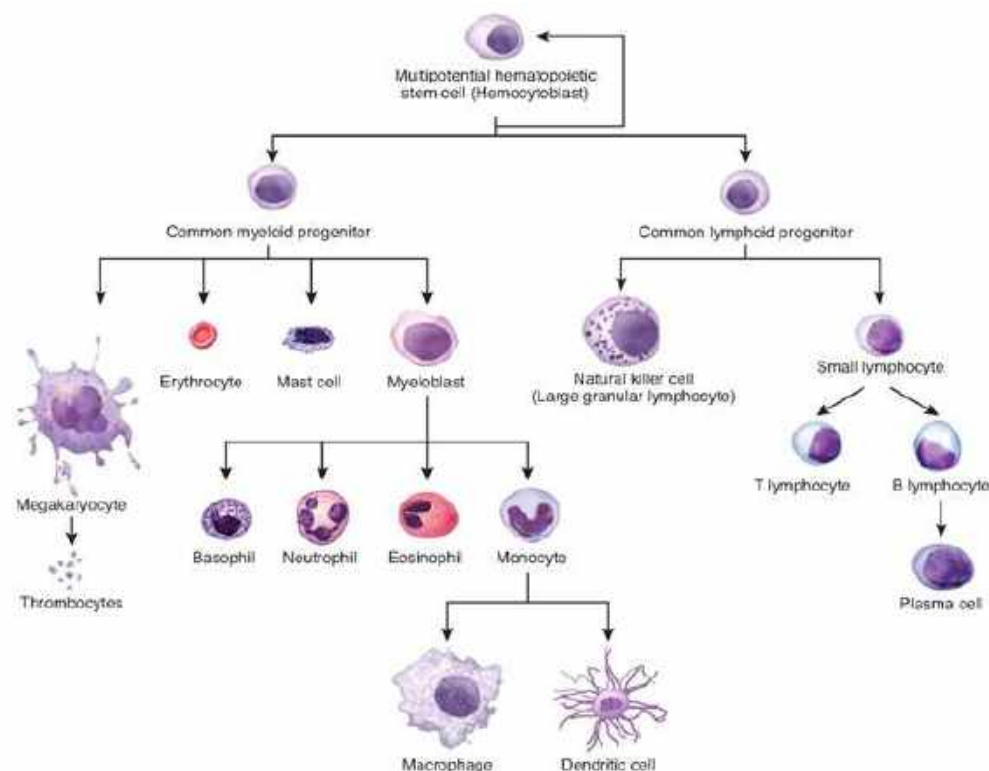 Multipotential hematopoietic
stem cell (Hemocytoblast)
Common myeloid progenitor
Common lymphoid progenitor
Erythrocyte
Mast cell
Myeloblast
Natural killer cell
(Large granular lymphocyte)
Small lymphocyte
T lymphocyte
B lymphocyte
Megakaryocyte
Basophil
Neutrophil
Eosinophil
Monocyte
Thrombocytes
Plasma cell
Macrophage
Dendritic cell